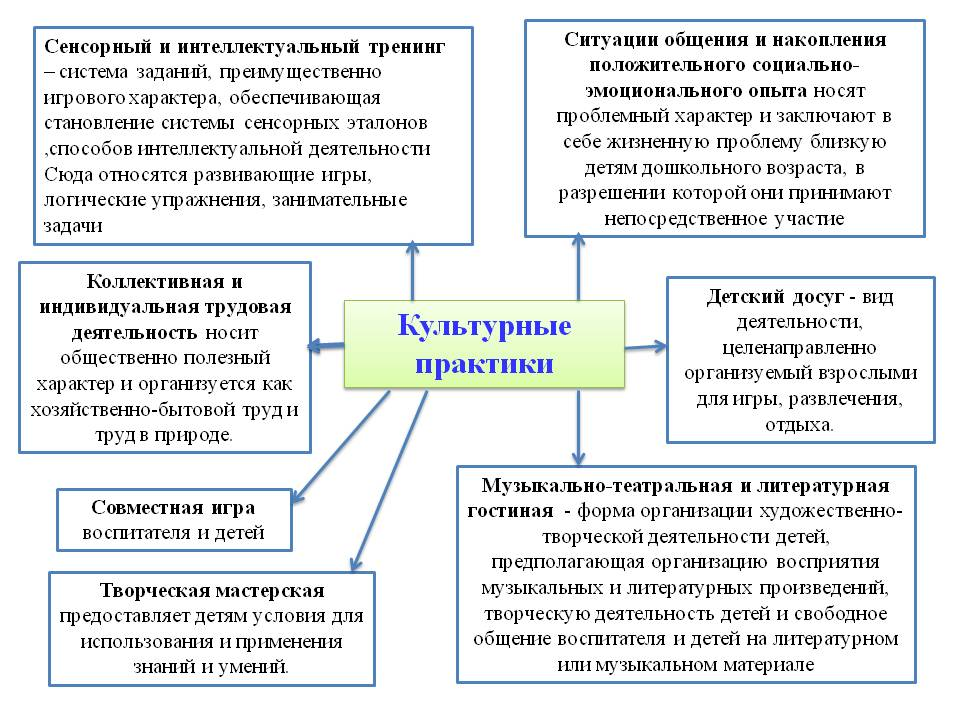 Сенсорный и интеллектуальный тренинг
– система заданий, преимущественно
игрового характера, обеспечивающая
становление системы сенсорных эталонов
,способов интеллектуальной деятельности
Сюда относятся развивающие игры,
логические упражнения, занимательные
задачи
Ситуации общения и накопления
положительного социально-
эмоционального опыта носят
проблемный характер и заключают в
себе жизненную проблему близкую
детям дошкольного возраста, в
разрешении которой они принимают
непосредственное участие
Коллективная и
индивидуальная трудовая
деятельность носит
общественно полезный
характер и организуется как
хозяйственно-бытовой труд и
труд в природе.
Культурные
практики
Детский досуг - вид
деятельности,
целенаправленно
организуемый взрослыми
для игры, развлечения,
отдыха.
Совместная игра
воспитателя и детей
Творческая мастерская
предоставляет детям условия для
использования и применения
знаний и умений.
Музыкально-театральная и литературная
гостиная - форма организации художественно-
творческой деятельности детей,
предполагающая организацию восприятия
музыкальных и литературных произведений,
творческую деятельность детей и свободное
общение воспитателя и детей на литературном
или музыкальном материале